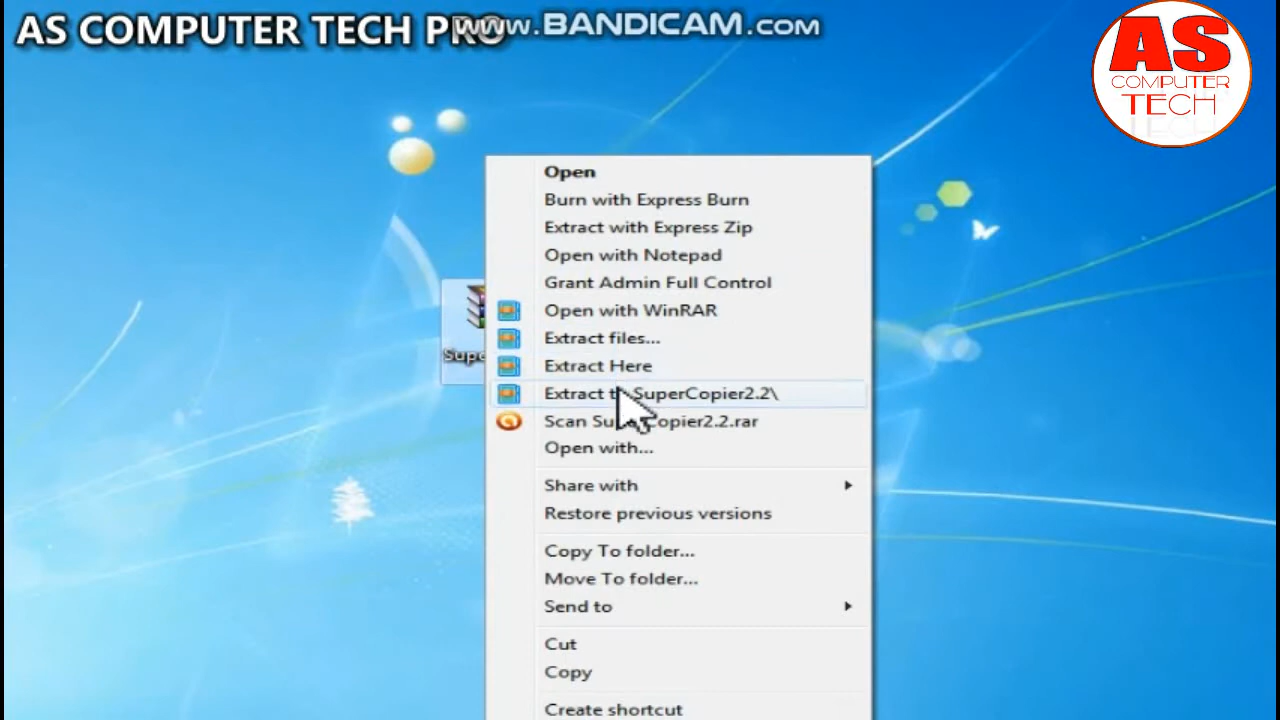 AS COMPUTER TECH PRO
www.BANDICAM.com
AS
COMPUTER
TECH
Open
Burn with Express Burn
Extract with Express Zip
Open with Notepad
Grant Admin Full Control
Open with WinRAR
Extract files...
Extract Here
Extract to SuperCopier2.2\
Scan SuperCopier2.2.rar
Open with...
Share with
Restore previous versions
Copy To folder...
Move To folder...
Send to
Cut
Copy
Create shortcut